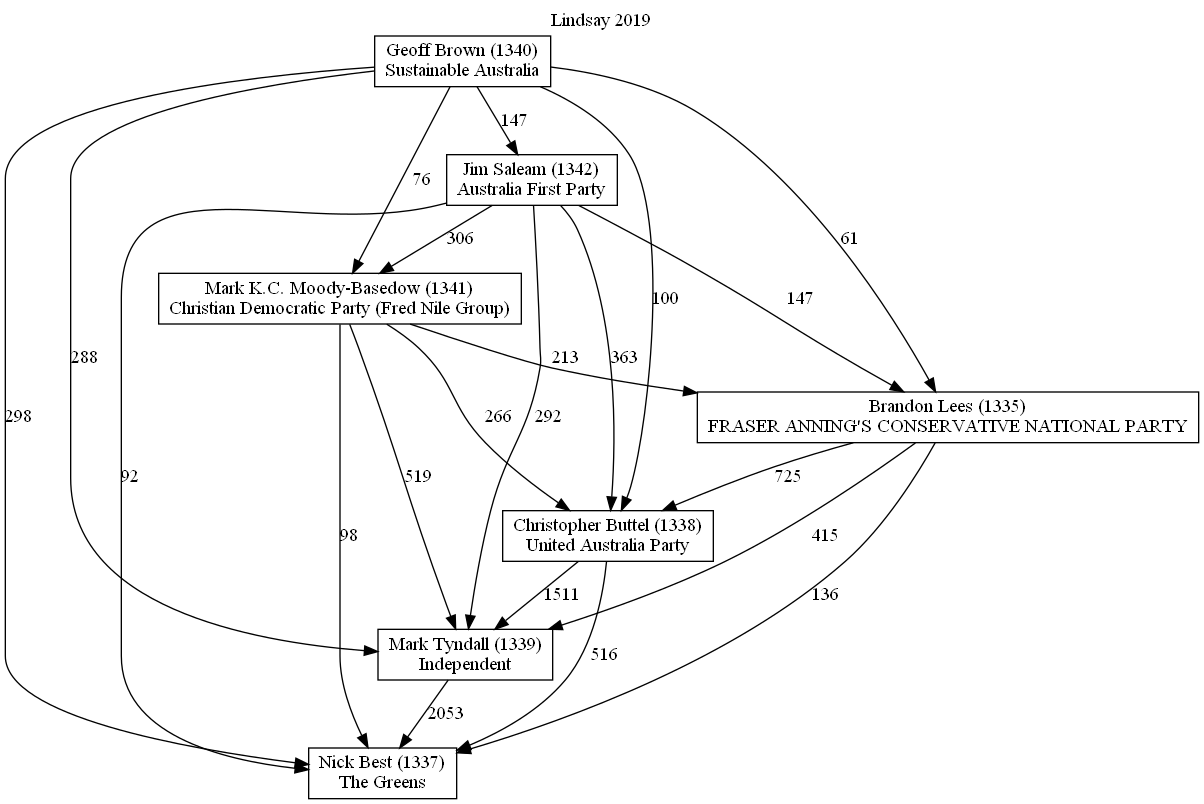 Lindsay 2019
Geoff Brown (1340)
Sustainable Australia
147
Jim Saleam (1342)
Australia First Party
76
306
61
Mark K.C. Moody-Basedow (1341)
Christian Democratic Party (Fred Nile Group)
100
147
288
213
363
298
Brandon Lees (1335)
FRASER ANNING'S CONSERVATIVE NATIONAL PARTY
266
292
92
519
725
Christopher Buttel (1338)
United Australia Party
98
415
1511
136
Mark Tyndall (1339)
Independent
516
2053
Nick Best (1337)
The Greens